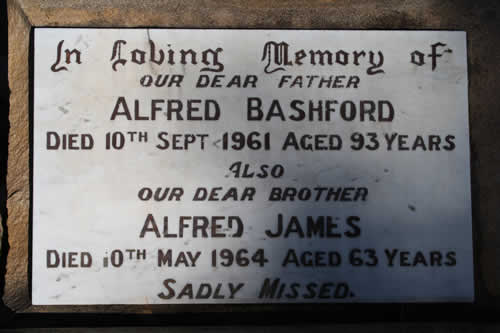 In Loving Memory of
OUR DEAR FATHER
ALFRED BASHFORD
DIED 10TH SEPT 1961 AGED 93 YEARS
ALSO
OUR DEAR BROTHER
ALFRED JAMES
DIED 10TH MAY 1964 AGED 63 YEARS
SADLY MISSED.